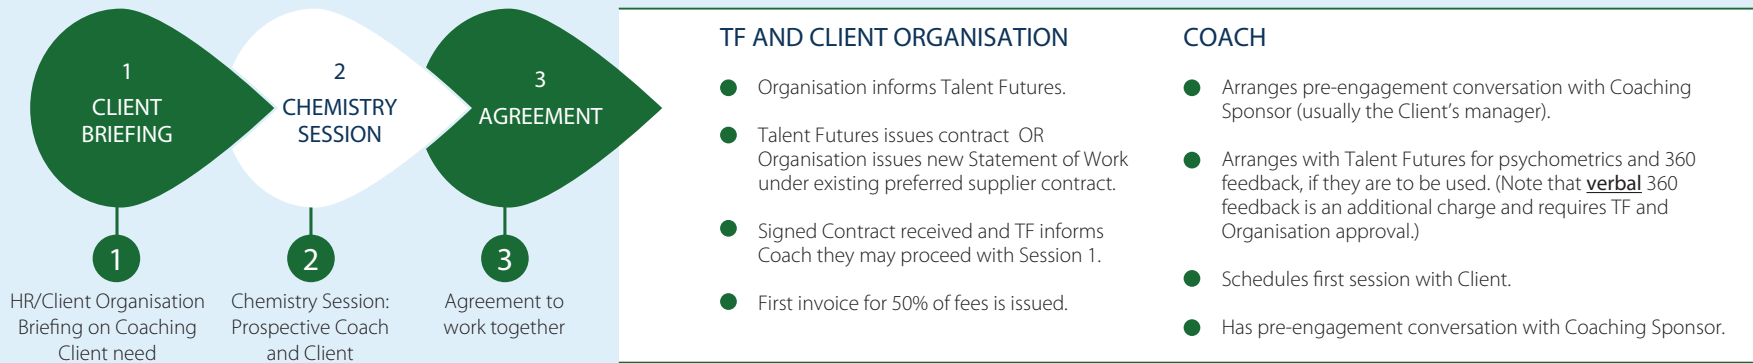 1
CLIENT
BRIEFING
2
CHEMISTRY
SESSION
3
AGREEMENT
1
HR/Client Organisation
Briefing on Coaching
Client need
2
Chemistry Session:
Prospective Coach
and Client
3
Agreement to
work together
TF AND CLIENT ORGANISATION
Organisation informs Talent Futures.
Talent Futures issues contract OR
Organisation issues new Statement of Work
under existing preferred supplier contract.
Signed Contract received and TF informs
Coach they may proceed with Session 1.
First invoice for 50% of fees is issued.
COACH
Arranges pre-engagement conversation with Coaching
Sponsor (usually the Client's manager).
Arranges with Talent Futures for psychometrics and 360
feedback, if they are to be used. (Note that verbal 360
feedback is an additional charge and requires TF and
Organisation approval.)
Schedules first session with Client.
Has pre-engagement conversation with Coaching Sponsor.